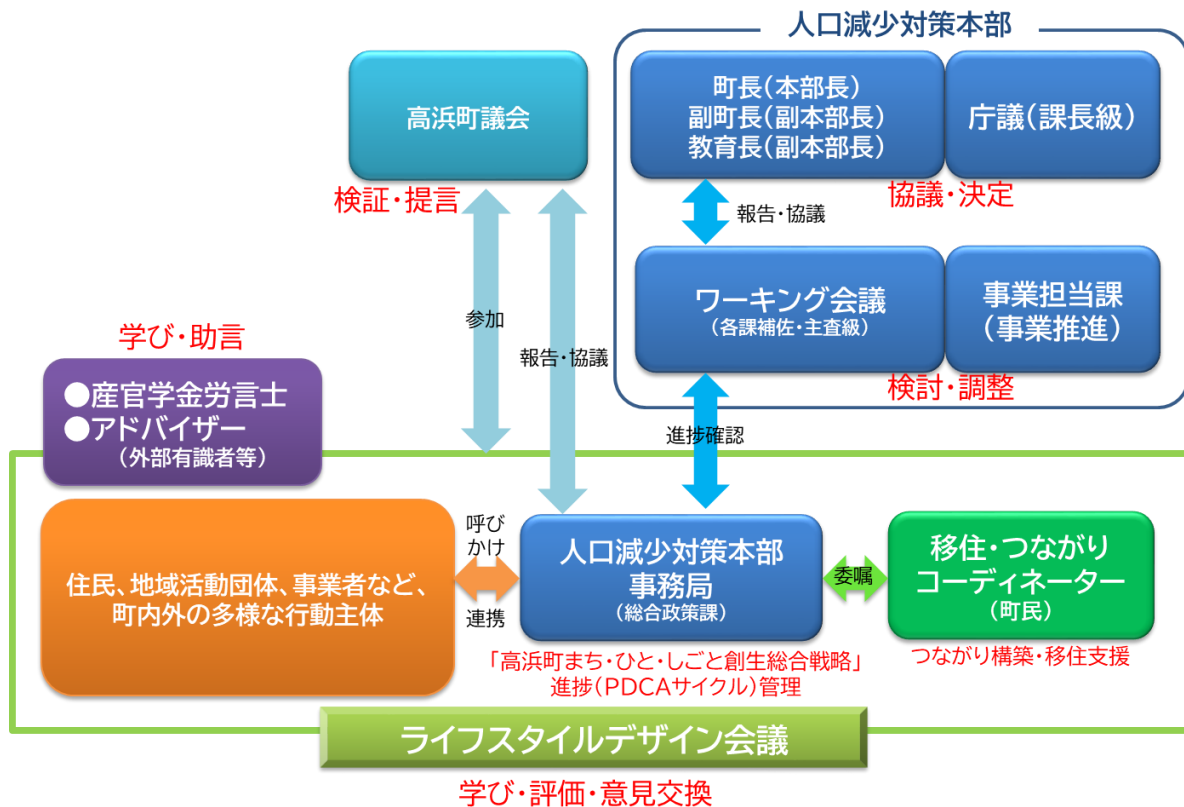 人口減少対策本部
高浜町議会
検証・提言
町長(本部長)
副町長(副本部長)
教育長(副本部長)
庁議(課長級)
協議・決定
報告・協議
ワーキング会議
(各課補佐・主査級)
事業担当課
(事業推進)
検討・調整
参加
報告・協議
進捗確認
学び・助言
●産官学金労言士
●アドバイザー
(外部有識者等)
住民、地域活動団体、事業者など、
町内外の多様な行動主体
呼び
かけ
連携
人口減少対策本部
事務局
(総合政策課)
「高浜町まち・ひと・しごと創生総合戦略」
進捗(PDCAサイクル)管理
委嘱
移住・つながり
コーディネーター
(町民)
つながり構築・移住支援
ライフスタイルデザイン会議
学び・評価・意見交換